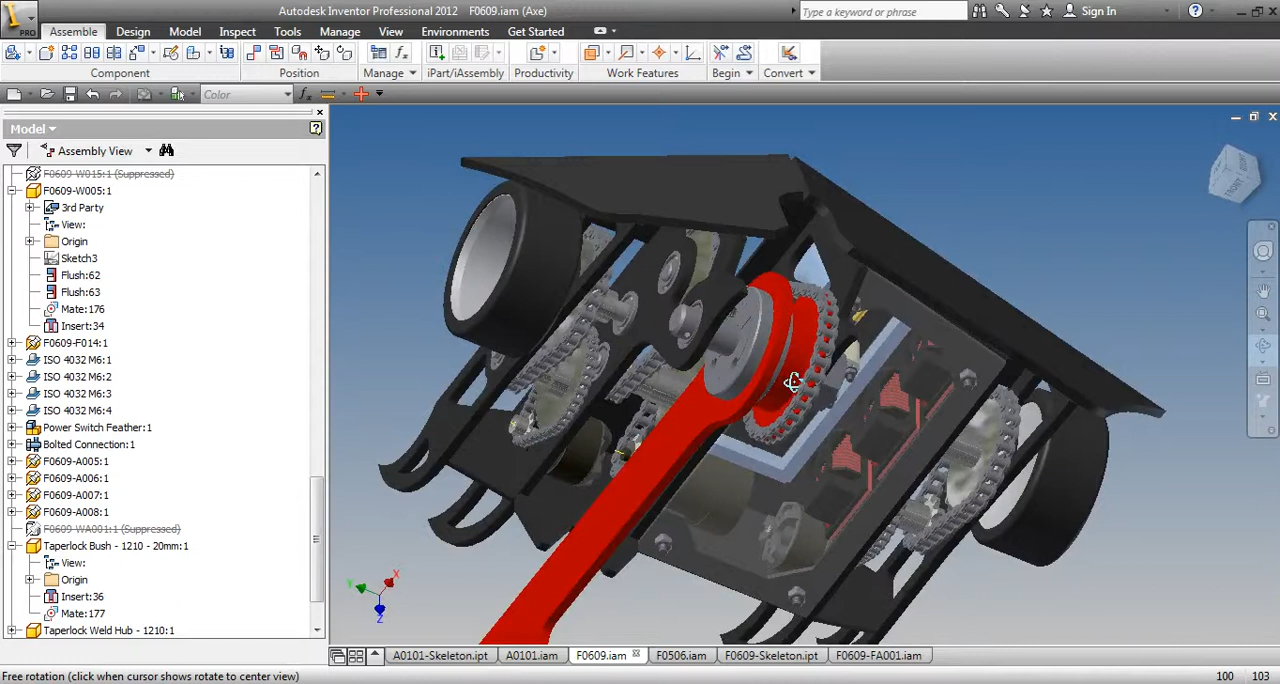 Autodesk Inventor Professional 2012 F0609.iam (Axe)
Type a keyword or phrase
Sign In
PRO
Assemble Design Model Inspect Tools Manage View Environments Get Started
Component Position Manage iPart/iAssembly Productivity Work Features Begin Convert
Color
Model
Assembly View
F0609-W015:1 (Suppressed)
F0609-W005:1
3rd Party
View:
Origin
Sketch3
Flush:62
Flush:63
Mate:176
Insert:34
F0609-F014:1
ISO 4032 M6:1
ISO 4032 M6:2
ISO 4032 M6:3
ISO 4032 M6:4
Power Switch Feather:1
Bolted Connection:1
F0609-A005:1
F0609-A006:1
F0609-A007:1
F0609-A008:1
F0609-WA001:1 (Suppressed)
Taperlock Bush - 1210 - 20mm:1
View:
Origin
Insert:36
Mate:177
Taperlock Weld Hub - 1210:1
FRONT
X
Y
Z
A0101-Skeleton.ipt A0101.iam F0609.iam F0506.iam F0609-Skeleton.ipt F0609-FA001.iam
Free rotation (click when cursor shows rotate to center view)
100 103